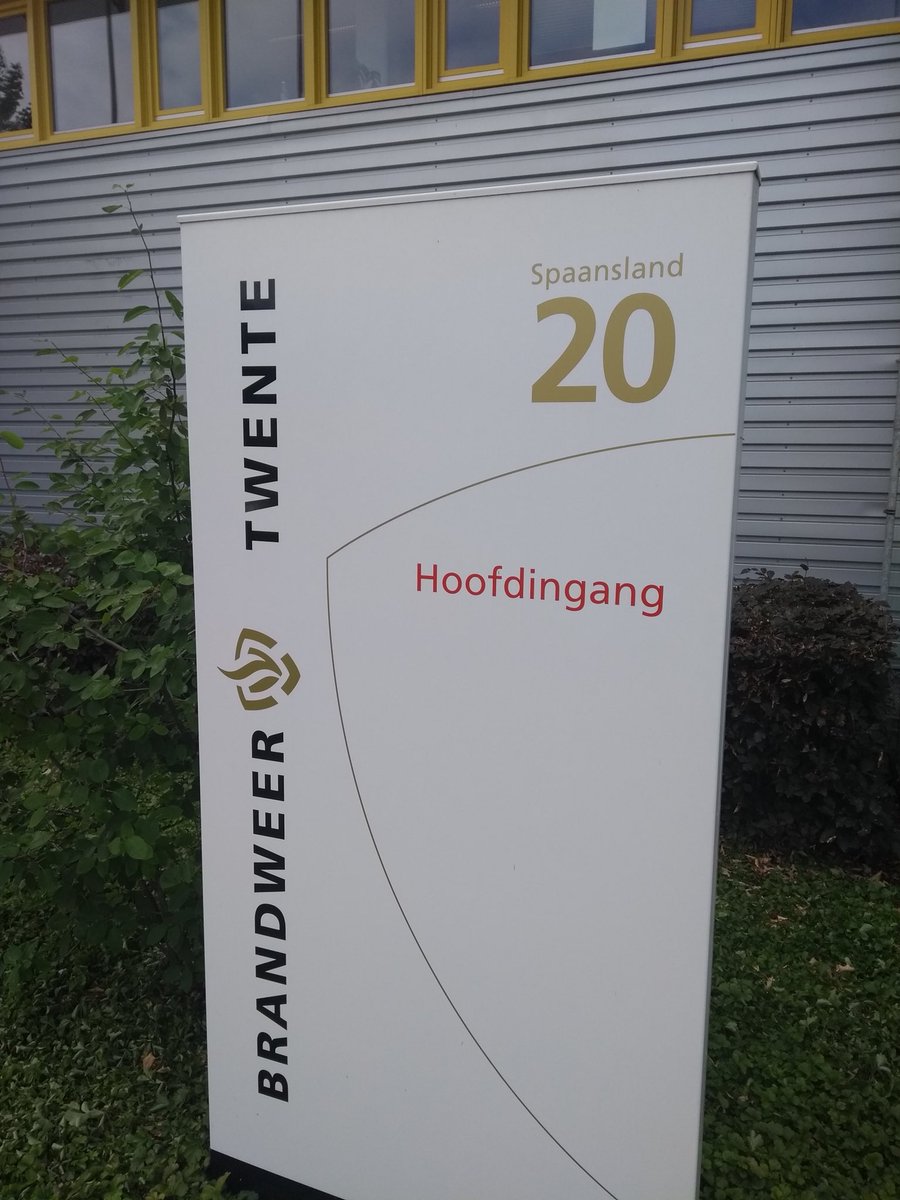 Spaansland
20
Hoofdingang
BRANDWEER TWENTE